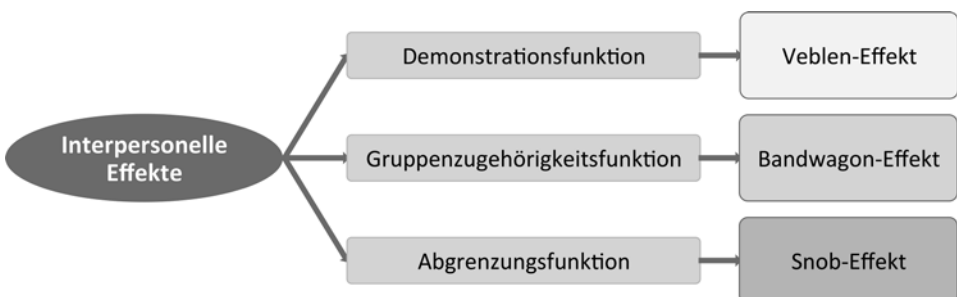 Demonstrationsfunktion
Veblen-Effekt
Interpersonelle
Effekte
Gruppenzugehörigkeitsfunktion
Bandwagon-Effekt
Abgrenzungsfunktion
Snob-Effekt